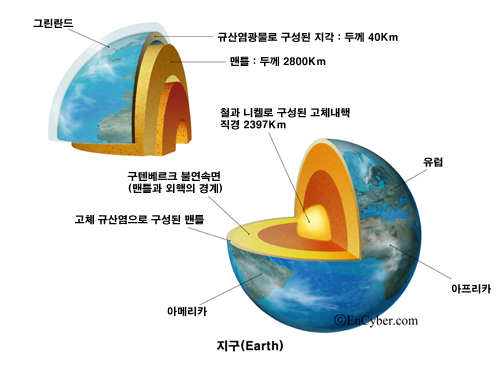 그린란드
규산염광물로 구성된 지각 : 두께 40Km
맨틀 : 두께 2800Km
철과 니켈로 구성된 고체내핵
직경 2397Km
구텐베르크 불연속면
(맨틀과 외핵의 경계)
유럽
고체 규산염으로 구성된 맨틀
아프리카
아메리카
©EnCyber.com
지구(Earth)